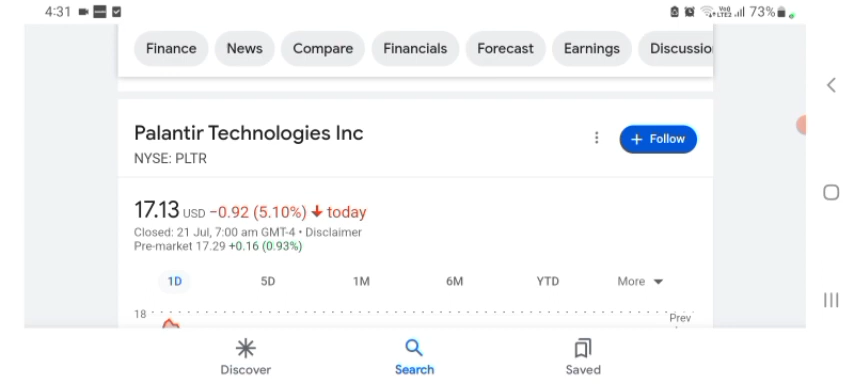 4:31
VoLTE2 73%
Finance News Compare Financials Forecast Earnings Discussio
Palantir Technologies Inc
NYSE: PLTR
+ Follow
17.13 USD −0.92 (5.10%) ↓ today
Closed: 21 Jul, 7:00 am GMT-4 • Disclaimer
Pre-market 17.29 +0.16 (0.93%)
1D 5D 1M 6M YTD More
18
Prev
Discover Search Saved